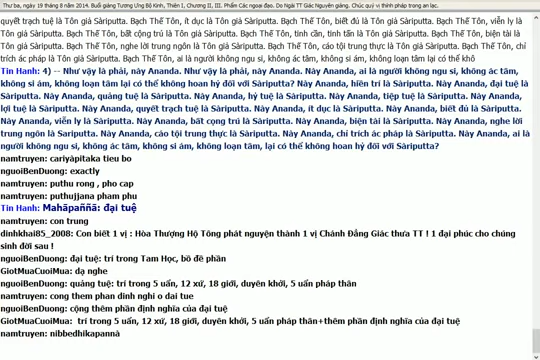 Thứ ba, ngày 19 tháng 8 năm 2014. Buổi giảng Tương Ưng Bộ Kinh, Thiên I, Chương II, III. Phẩm Các ngoại đạo. Do Ngài TT Giác Nguyên giảng. Chúc quý vị thính pháp trong an lạc.
quyết trạch tuệ là Tôn giả Sàriputta. Bạch Thế Tôn, ít dục là Tôn giả Sàriputta. Bạch Thế Tôn, biết đủ là Tôn giả Sàriputta. Bạch Thế Tôn, viễn ly là
Tôn giả Sàriputta. Bạch Thế Tôn, bất cộng trú là Tôn giả Sàriputta. Bạch Thế Tôn, tinh cần, tinh tấn là Tôn giả Sàriputta. Bạch Thế Tôn, biện tài là
Tôn giả Sàriputta. Bạch Thế Tôn, nghe lời trung ngôn là Tôn giả Sàriputta. Bạch Thế Tôn, cáo tội trung thực là Tôn giả Sàriputta. Bạch Thế Tôn, chỉ
trích ác pháp là Tôn giả Sàriputta. Bạch Thế Tôn, ai là người không ngu si, không ác tâm, không si ám, không loạn tâm lại có thể khô
Tin Hanh: 4) -- Như vậy là phải, này Ananda. Như vậy là phải, này Ananda. Này Ananda, ai là người không ngu si, không ác tâm,
không si ám, không loạn tâm lại có thể không hoan hỷ đối với Sàriputta? Này Ananda, hiền trí là Sàriputta. Này Ananda, đại tuệ là
Sàriputta. Này Ananda, quảng tuệ là Sàriputta. Này Ananda, hỷ tuệ là Sàriputta. Này Ananda, tiệp tuệ là Sàriputta. Này Ananda,
lợi tuệ là Sàriputta. Này Ananda, quyết trạch tuệ là Sàriputta. Này Ananda, ít dục là Sàriputta. Này Ananda, biết đủ là Sàriputta.
Này Ananda, viễn ly là Sàriputta. Này Ananda, bất cọng trú là Sàriputta. Này Ananda, biện tài là Sàriputta. Này Ananda, nghe lời
trung ngôn là Sàriputta. Này Ananda, cáo tội trung thực là Sàriputta. Này Ananda, chỉ trích ác pháp là Sàriputta. Này Ananda, ai là
người không ngu si, không ác tâm, không si ám, không loạn tâm, lại có thể không hoan hỷ đối với Sàriputta?
namtruyen: cariyàpitaka tieu bo
nguoiBenDuong: exactly
namtruyen: puthu rong , pho cap
namtruyen: puthujjana pham phu
Tin Hanh: Mahāpaññā: đại tuệ
namtruyen: con trung
dinhkhai85_2008: Con biết 1 vị : Hòa Thượng Hộ Tông phát nguyện thành 1 vị Chánh Đẳng Giác thưa TT ! 1 đại phúc cho chúng
sinh đời sau !
nguoiBenDuong: đại tuệ: trí trong Tam Học, bồ đề phần
GiotMuaCuoiMua: dạ nghe
nguoiBenDuong: quảng tuệ: trí trong 5 uẩn, 12 xứ, 18 giới, duyên khởi, 5 uẩn pháp thân
namtruyen: cong them phan dinh nghi o dai tue
nguoiBenDuong: cộng thêm phần định nghĩa của đại tuệ
GiotMuaCuoiMua: trí trong 5 uẩn, 12 xứ, 18 giới, duyên khởi, 5 uẩn pháp thân+thêm phần định nghĩa của đại tuệ
namtruyen: nibbedhikapannà